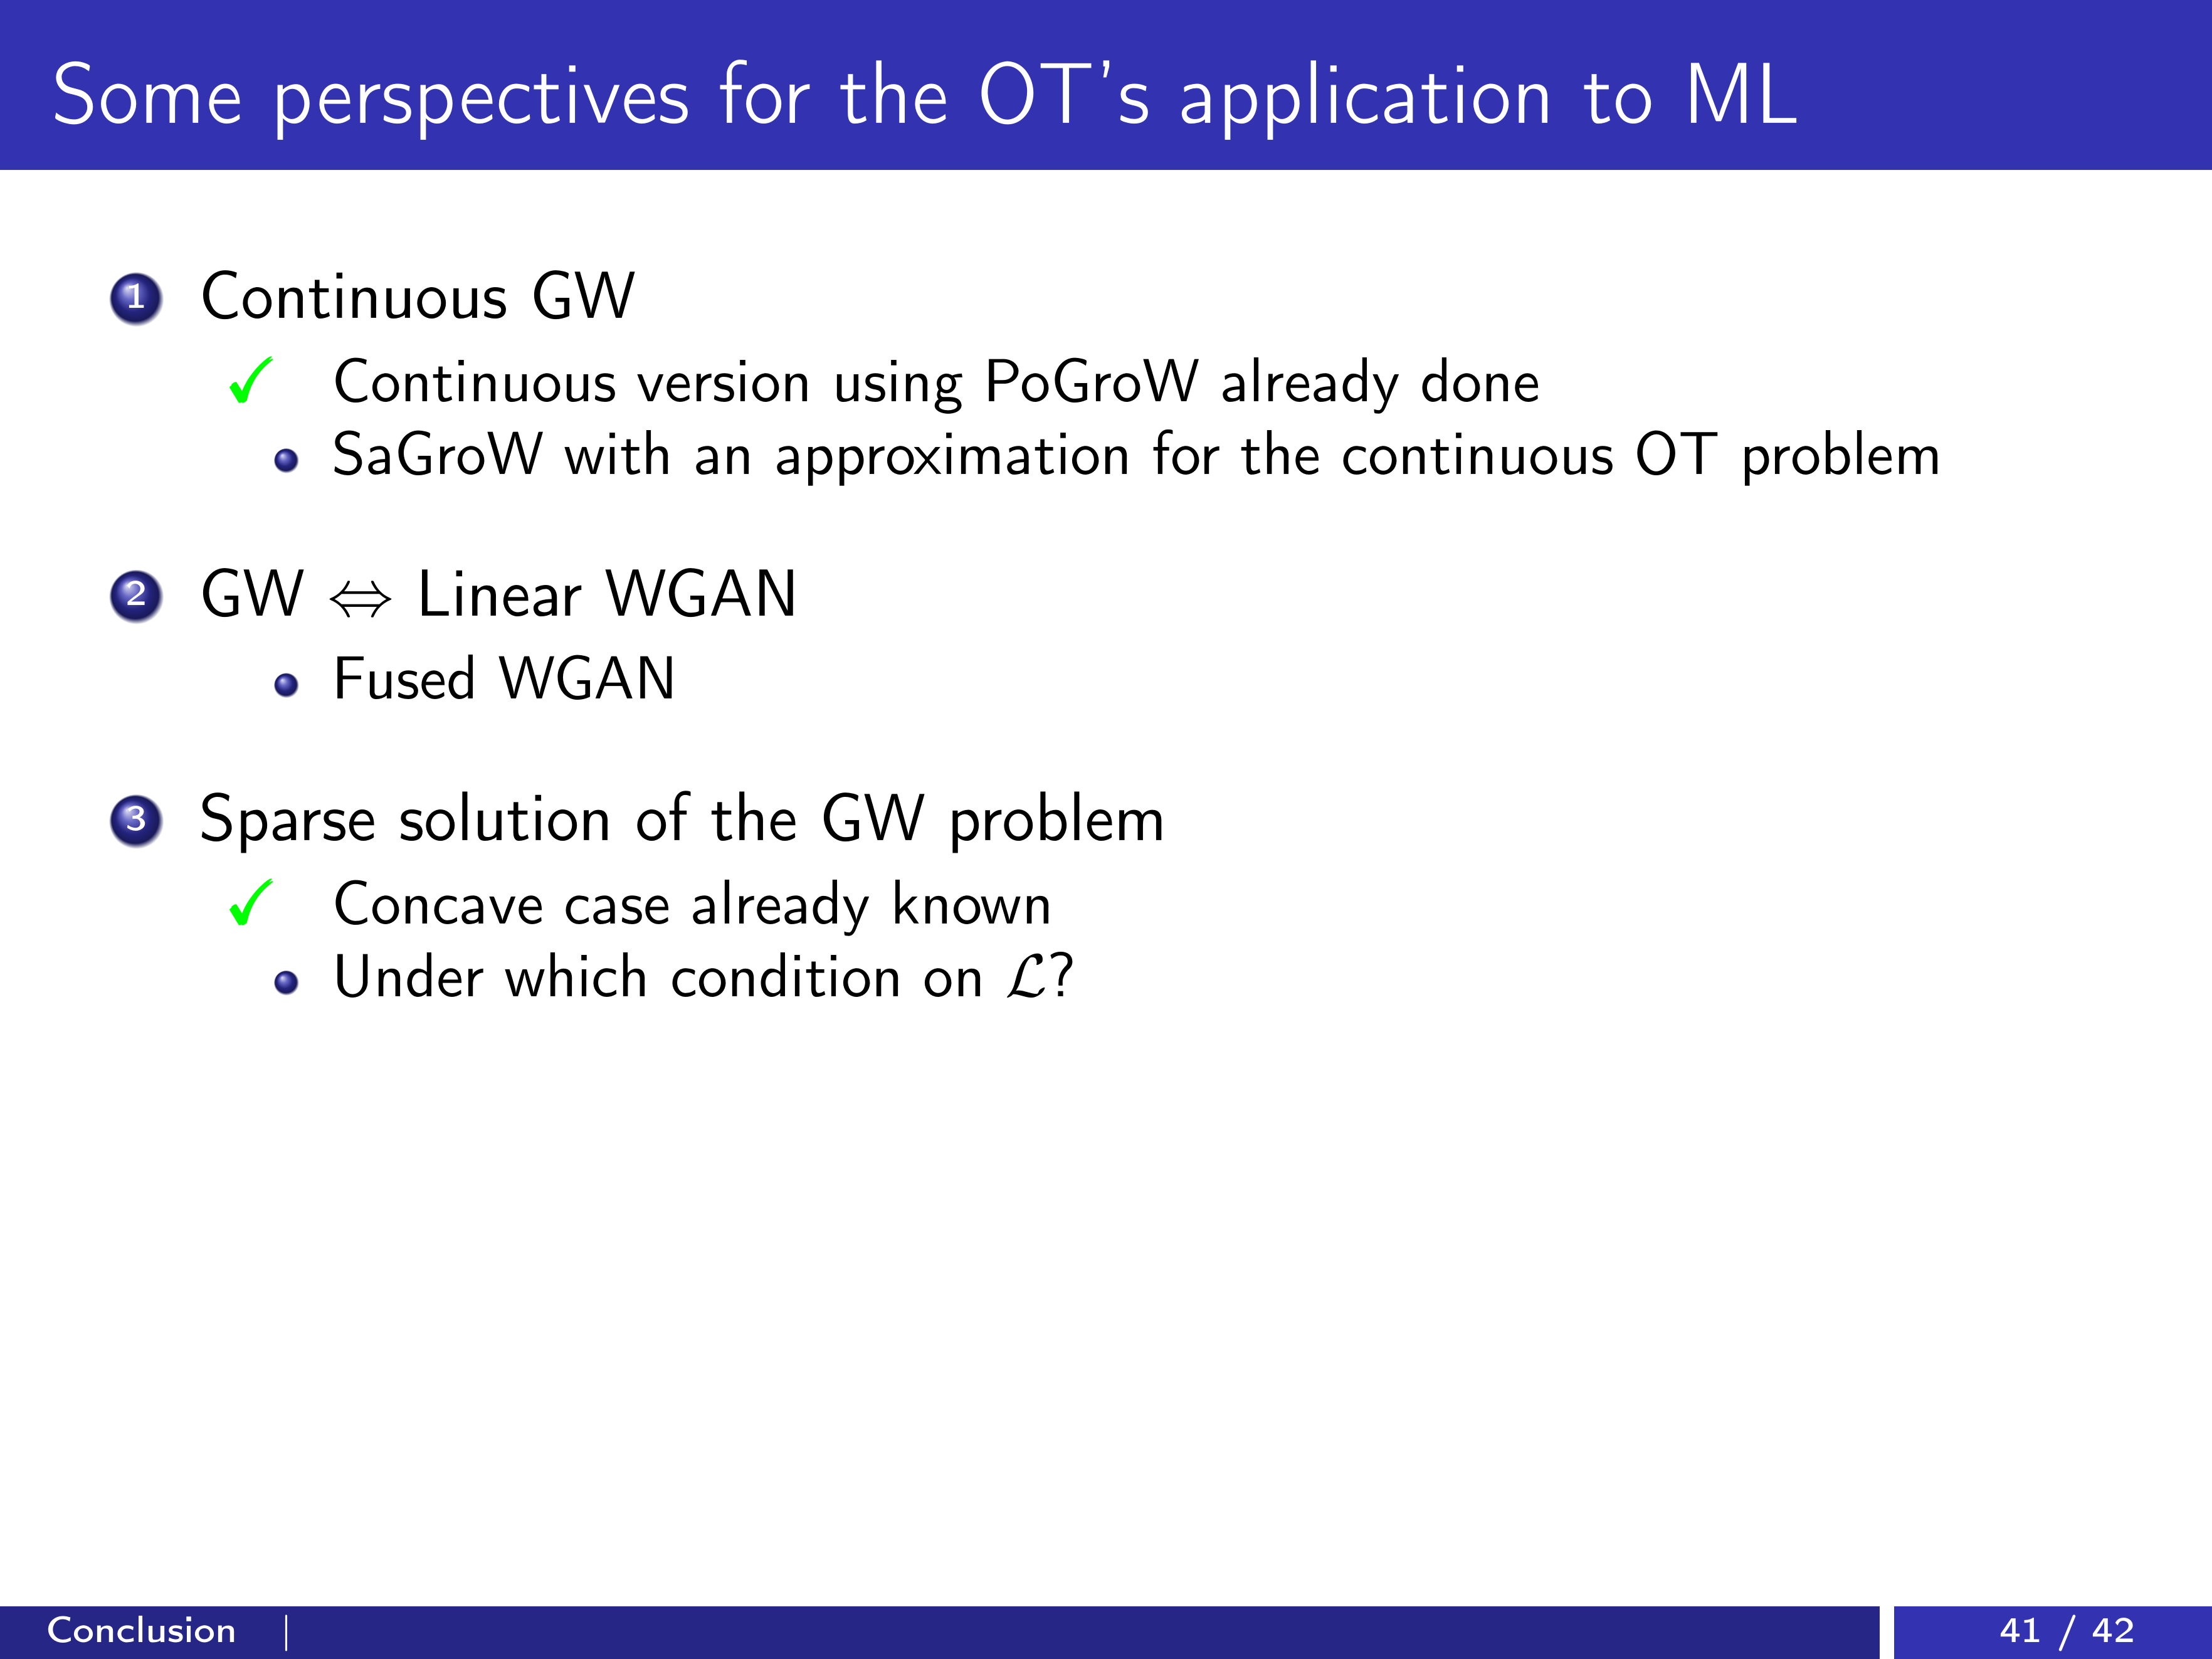 Some perspectives for the OT's application to ML
1 Continuous GW
✓ Continuous version using PoGroW already done
• SaGroW with an approximation for the continuous OT problem
2 GW ⇔ Linear WGAN
• Fused WGAN
3 Sparse solution of the GW problem
✓ Concave case already known
• Under which condition on ℒ?
Conclusion |
41 / 42